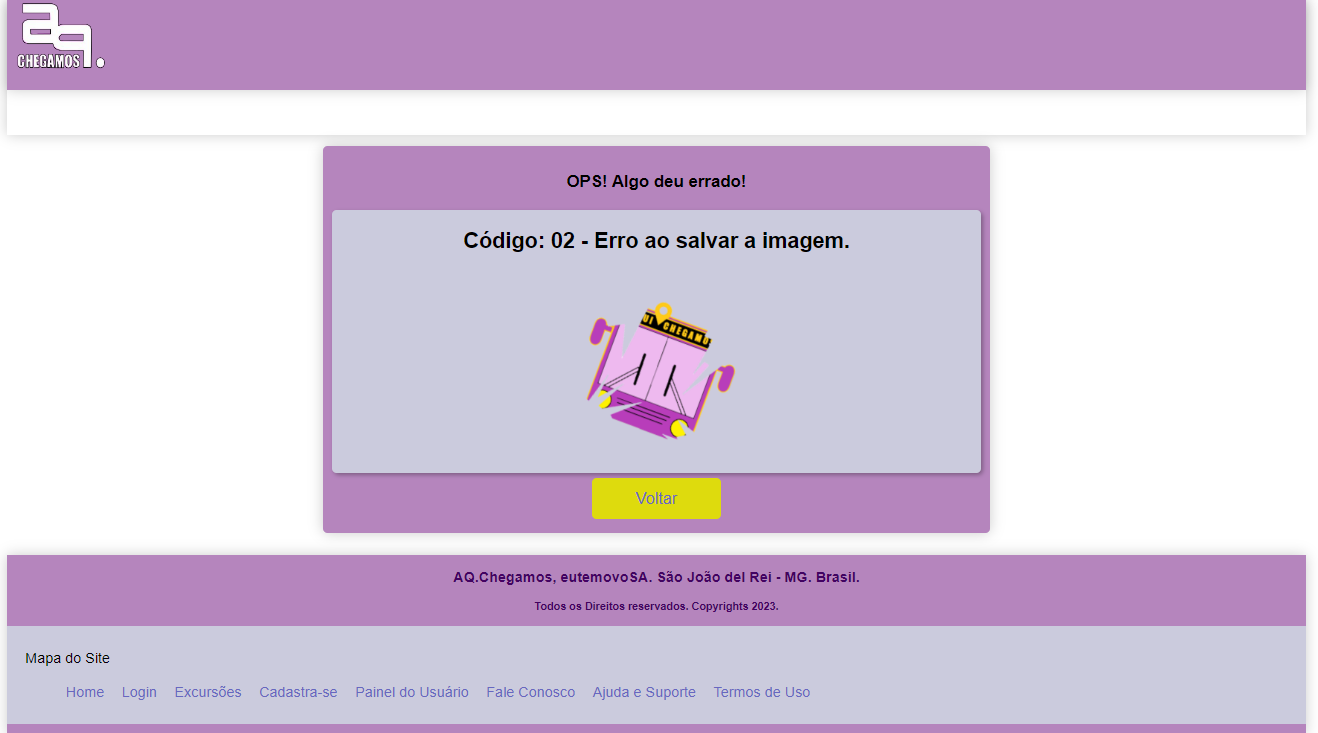 aq.
CHEGAMOS
OPS! Algo deu errado!
Código: 02 - Erro ao salvar a imagem.
UI CHEGAMO
Voltar
AQ.Chegamos, eutemovoSA. São João del Rei - MG. Brasil.
Todos os Direitos reservados. Copyrights 2023.
Mapa do Site
Home Login Excursões Cadastra-se Painel do Usuário Fale Conosco Ajuda e Suporte Termos de Uso